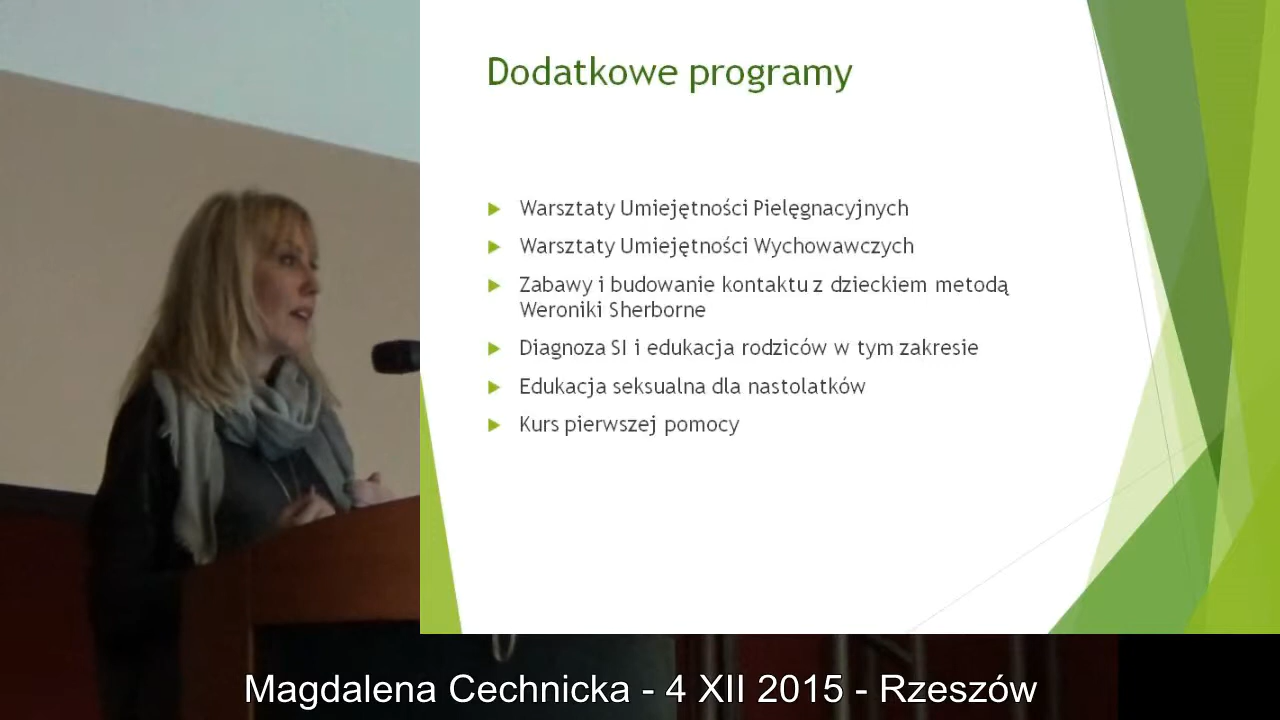 Dodatkowe programy
Warsztaty Umiejętności Pielęgnacyjnych
Warsztaty Umiejętności Wychowawczych
Zabawy i budowanie kontaktu z dzieckiem metodą
Weroniki Sherborne
Diagnoza SI i edukacja rodziców w tym zakresie
Edukacja seksualna dla nastolatków
Kurs pierwszej pomocy
Magdalena Cechnicka - 4 XII 2015 - Rzeszów